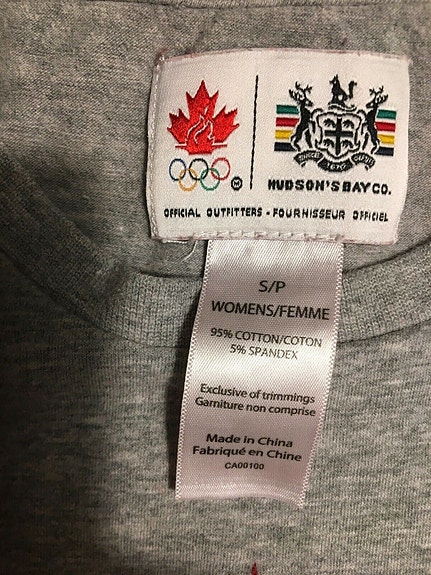 HUDSON'S BAY CO.
OFFICIAL OUTFITTERS - FOURNISSEUR OFFICIEL
S/P
WOMENS/FEMME
95% COTTON/COTON
5% SPANDEX
Exclusive of trimmings
Garniture non comprise
Made in China
Fabriqué en Chine
CA00100